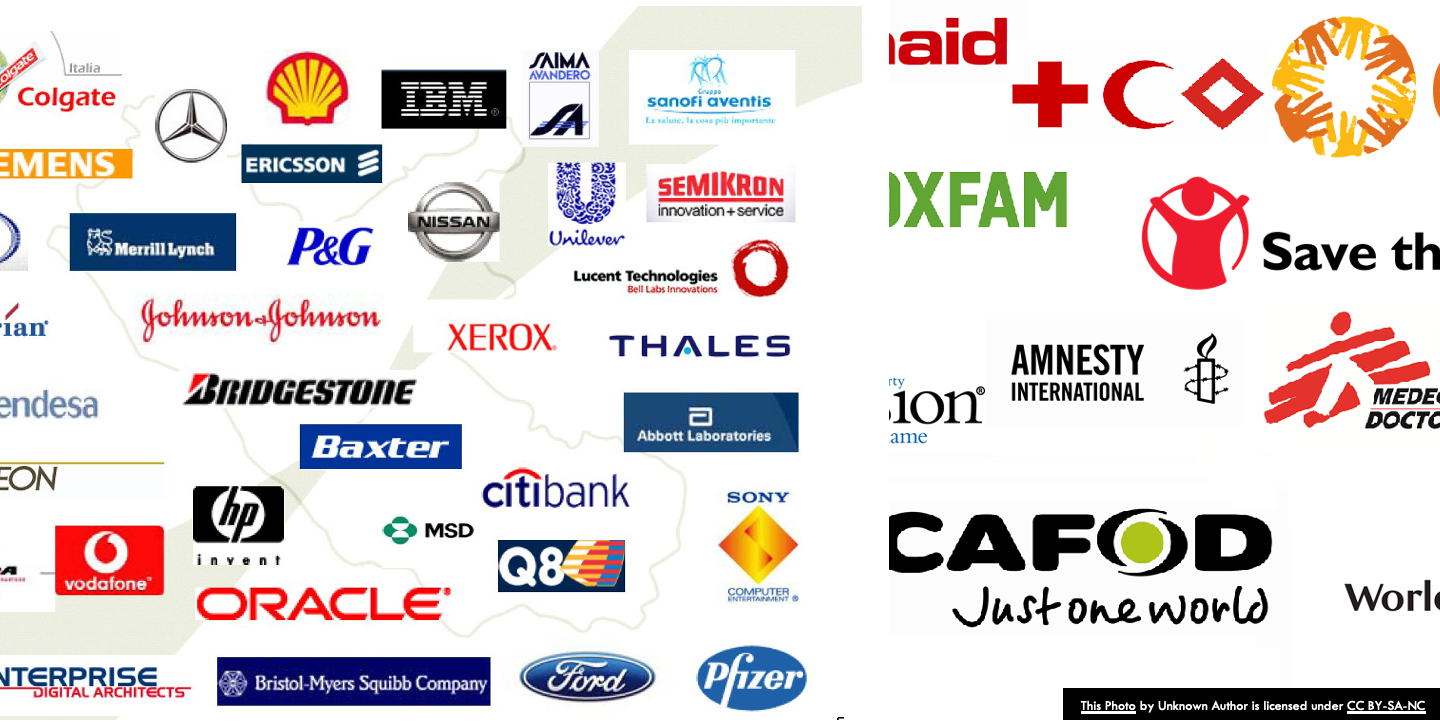 Colgate
Italia
Colgate
EMENS
IBM
ERICSSON
SAIMA
AVANDERO
Gruppo
sanofi aventis
La salute, la cosa più importante
Merrill Lynch
P&G
NISSAN
Unilever
SEMIKRON
innovation+service
Lucent Technologies
Bell Labs Innovations
rian
Johnson & Johnson
XEROX
THALES
endesa
BRIDGESTONE
Abbott Laboratories
Baxter
EON
hp
invent
citibank
MSD
SONY
COMPUTER
ENTERTAINMENT ®
vodafone™
Q8
ORACLE®
NTERPRISE
DIGITAL ARCHITECTS
Bristol-Myers Squibb Company
Ford
Pfizer
aid
OXFAM
Save th
AMNESTY
INTERNATIONAL
rty
sion®
ame
MEDEC
DOCTO
CAFOD
Just one world
World
This Photo by Unknown Author is licensed under CC BY-SA-NC